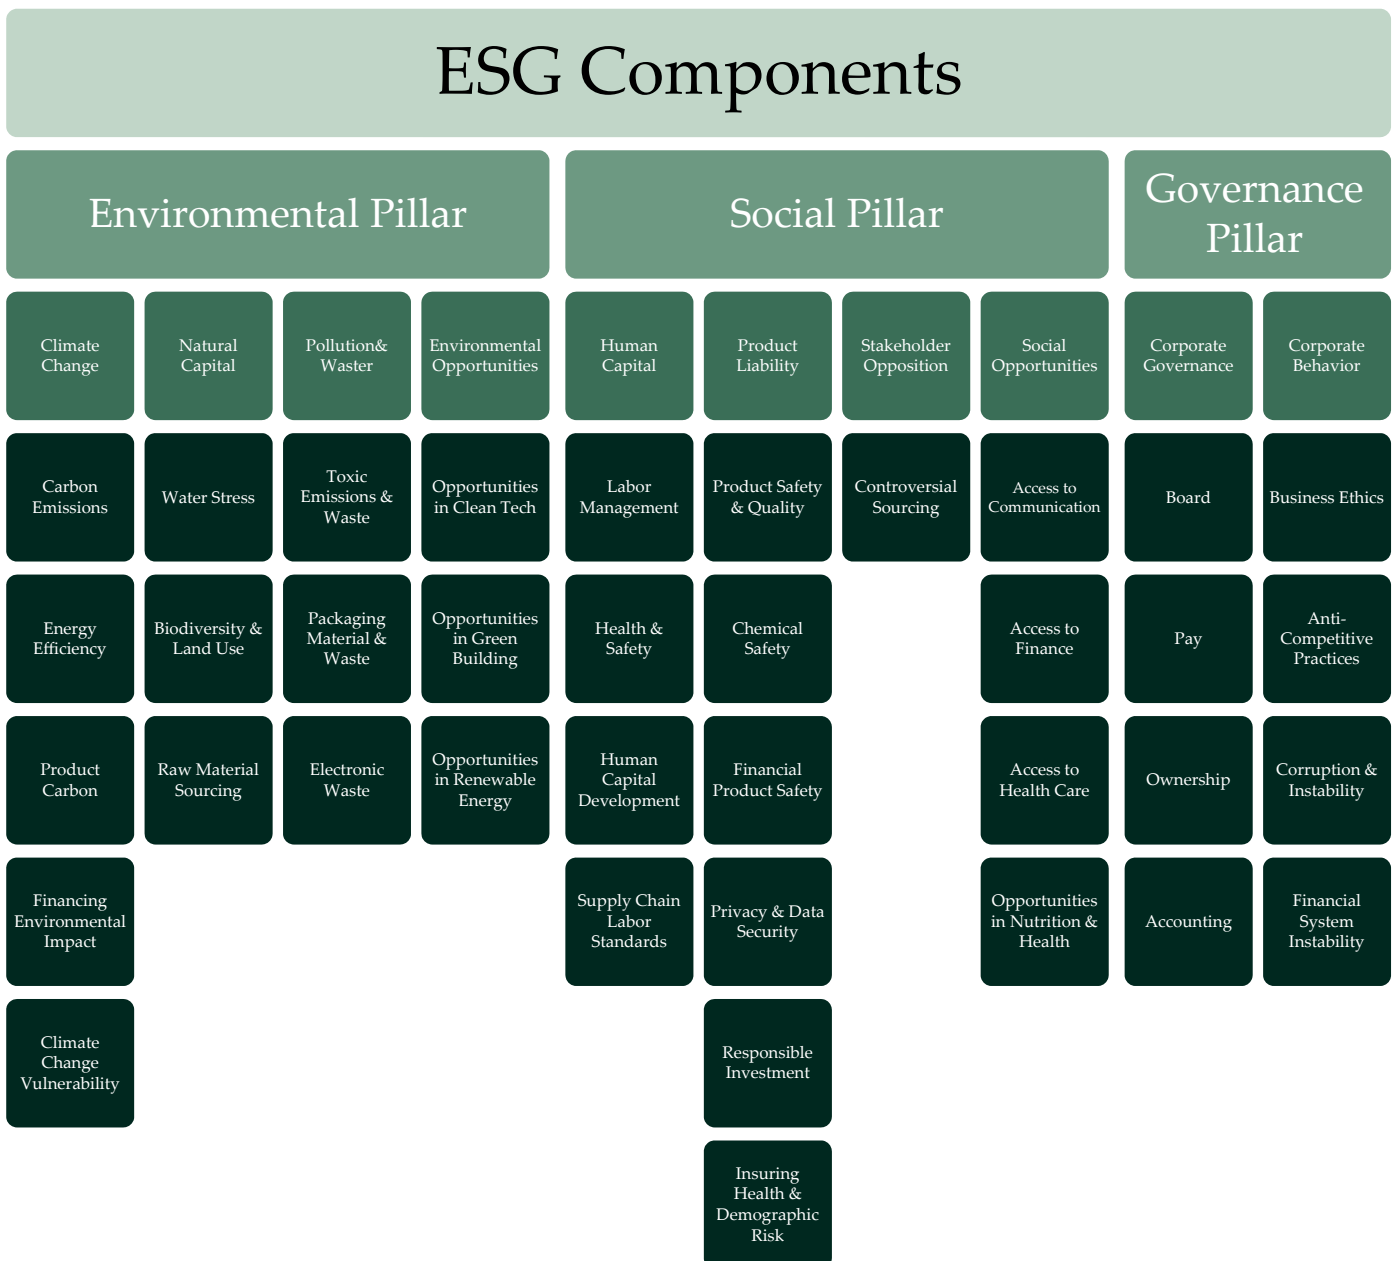 ESG Components
Environmental Pillar
Social Pillar
Governance
Pillar
Climate
Change
Natural
Capital
Pollution&
Waster
Environmental
Opportunities
Human
Capital
Product
Liability
Stakeholder
Opposition
Social
Opportunities
Corporate
Governance
Corporate
Behavior
Carbon
Emissions
Water Stress
Toxic
Emissions &
Waste
Opportunities
in Clean Tech
Labor
Management
Product Safety
& Quality
Controversial
Sourcing
Access to
Communication
Board
Business Ethics
Energy
Efficiency
Biodiversity &
Land Use
Packaging
Material &
Waste
Opportunities
in Green
Building
Health &
Safety
Chemical
Safety
Access to
Finance
Pay
Anti-
Competitive
Practices
Product
Carbon
Raw Material
Sourcing
Electronic
Waste
Opportunities
in Renewable
Energy
Human
Capital
Development
Financial
Product Safety
Access to
Health Care
Ownership
Corruption &
Instability
Financing
Environmental
Impact
Supply Chain
Labor
Standards
Privacy & Data
Security
Opportunities
in Nutrition &
Health
Accounting
Financial
System
Instability
Climate
Change
Vulnerability
Responsible
Investment
Insuring
Health &
Demographic
Risk